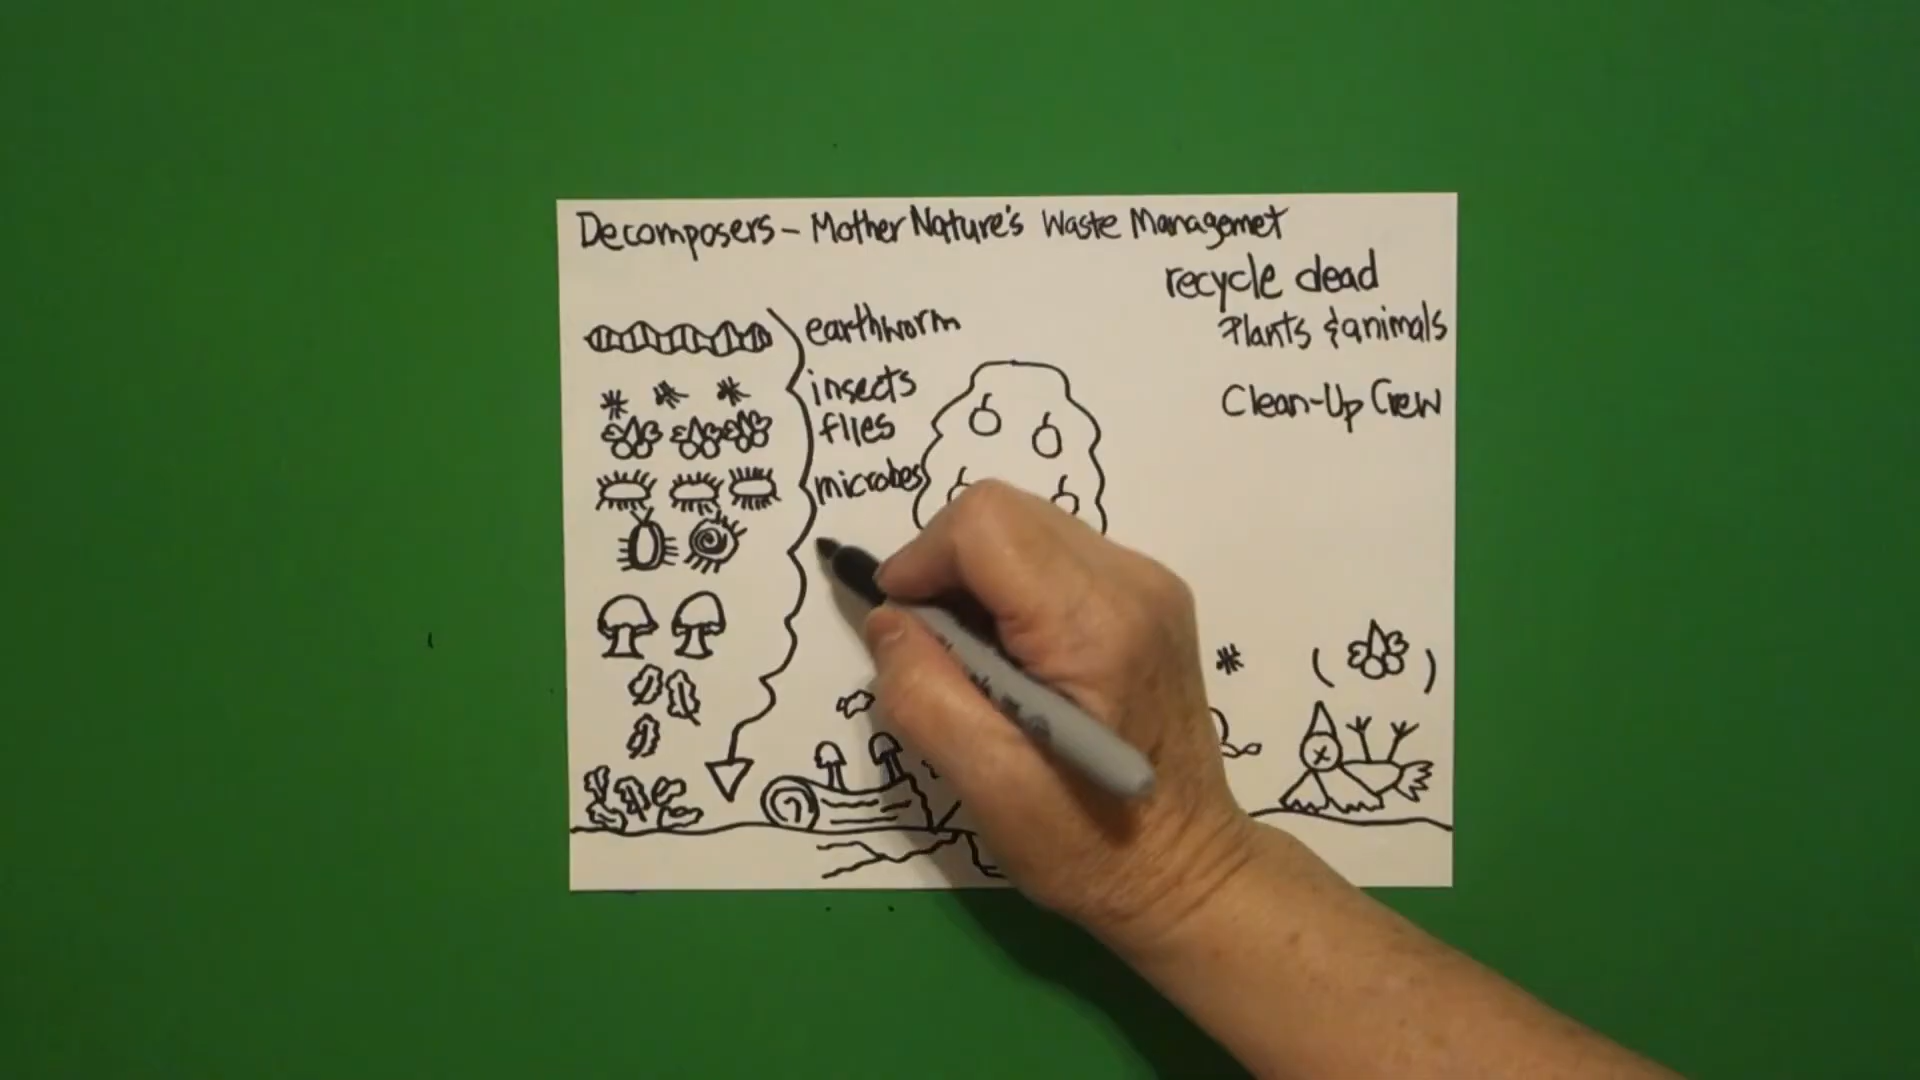 Decomposers - Mother Nature's Waste Managemet
recycle dead
Plants & animals
Clean-Up Crew
earthworm
insects
flies
microbes